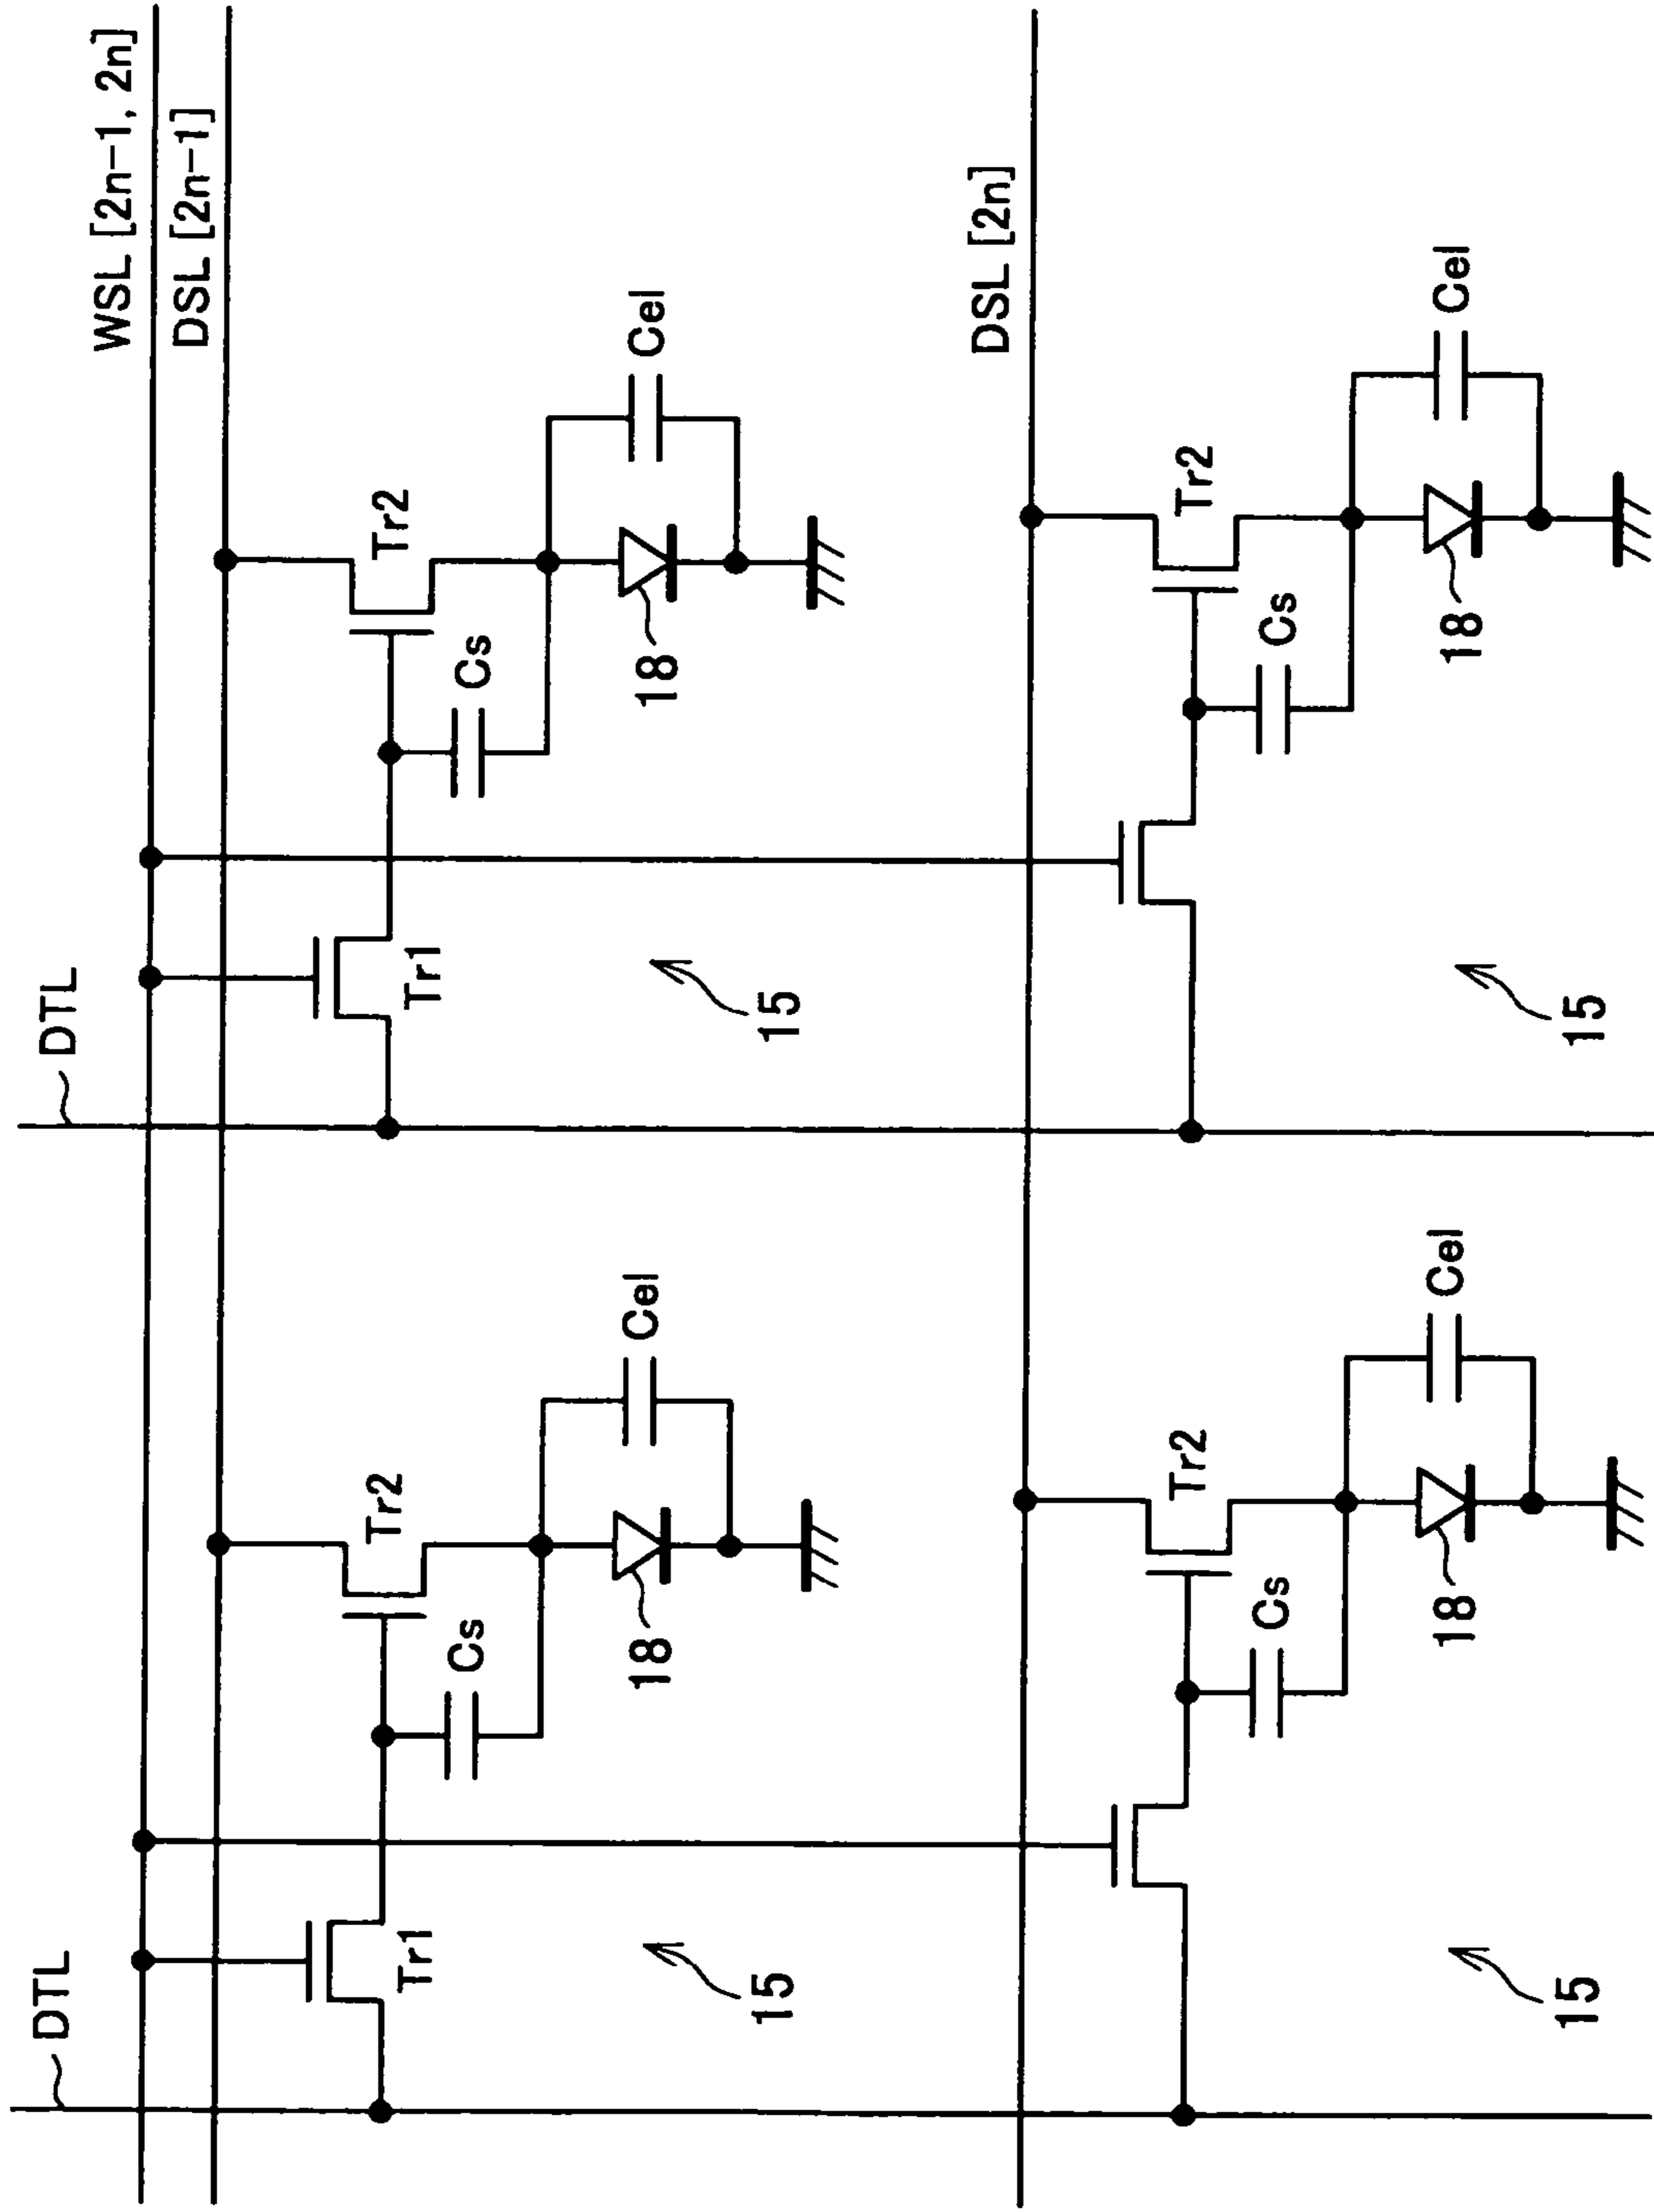 DTL
DTL
WSL [2n-1, 2n]
DSL [2n-1]
Tr1
Tr2
Cs
Cel
18
15
Tr1
Tr2
Cs
Cel
18
15
DSL [2n]
Tr2
Cs
Cel
18
15
Tr2
Cs
Cel
18
15